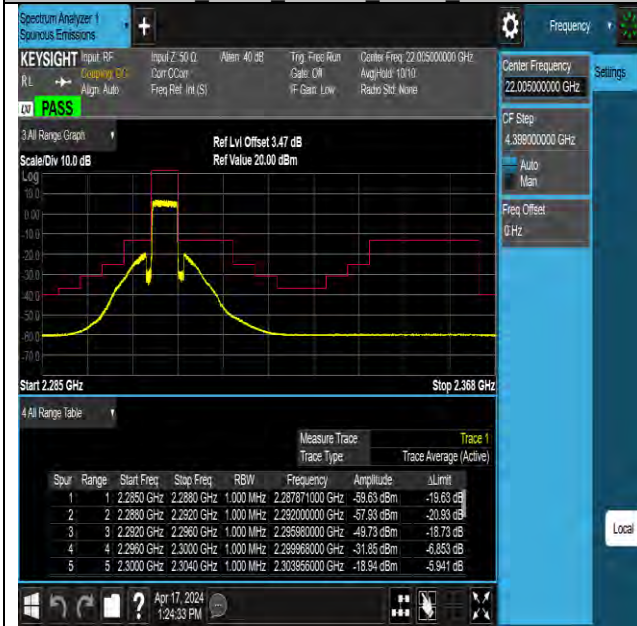 Spectrum Analyzer 1
Spurious Emissions
Frequency
KEYSIGHT Input: RF Input Z: 50 Ω Atten: 40 dB Trig: Free Run Center Freq: 22.005000000 GHz
RL Coupling: DC Corr CCorr Gate: Off Avg|Hold: 10/10
Align: Auto Freq Ref: Int (S) IF Gain: Low Radio Std: None
PASS
Center Frequency
22.005000000 GHz
Settings
CF Step
4.399000000 GHz
Auto
Man
Freq Offset
0 Hz
3 All Range Graph
Ref Lvl Offset 3.47 dB
Scale/Div 10.0 dB Ref Value 20.00 dBm
Log
10.0
0.00
-10.0
-20.0
-30.0
-40.0
-50.0
-60.0
-70.0
Start 2.285 GHz Stop 2.368 GHz
4 All Range Table
Measure Trace Trace 1
Trace Type Trace Average (Active)
Spur Range Start Freq Stop Freq RBW Frequency Amplitude ΔLimit
1 1 2.2850 GHz 2.2880 GHz 1.000 MHz 2.287871000 GHz -59.63 dBm -19.63 dB
2 2 2.2880 GHz 2.2920 GHz 1.000 MHz 2.292000000 GHz -57.93 dBm -20.93 dB
3 3 2.2920 GHz 2.2960 GHz 1.000 MHz 2.295980000 GHz -49.73 dBm -18.73 dB
4 4 2.2960 GHz 2.3000 GHz 1.000 MHz 2.299968000 GHz -31.85 dBm -6.853 dB
5 5 2.3000 GHz 2.3040 GHz 1.000 MHz 2.303956000 GHz -18.94 dBm -5.941 dB
Local
Apr 17, 2024
1:24:33 PM